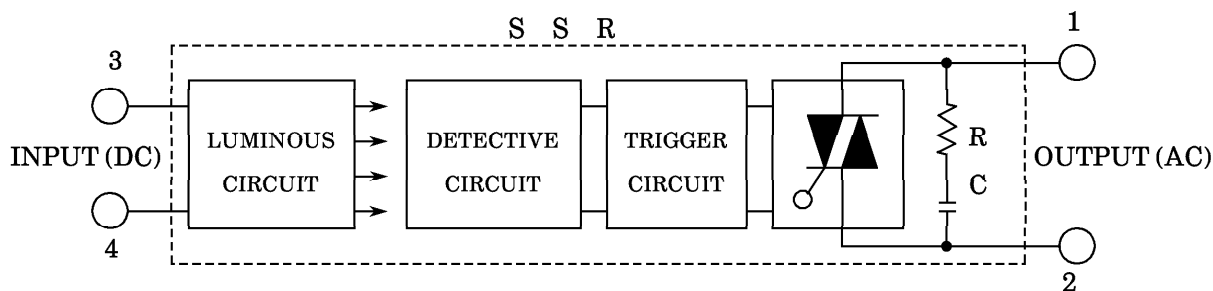 S S R
1
3
LUMINOUS
CIRCUIT
DETECTIVE
CIRCUIT
TRIGGER
CIRCUIT
R
C
INPUT (DC)
OUTPUT (AC)
4
2